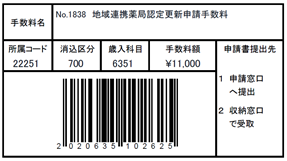 手数料名
No.1838 地域連携薬局認定更新申請手数料
所属コード 消込区分 歳入科目 手数料額 申請書提出先
22251 700 6351 ¥11,000
1 申請窓口
へ提出
2 収納窓口
で受取
2020635102625